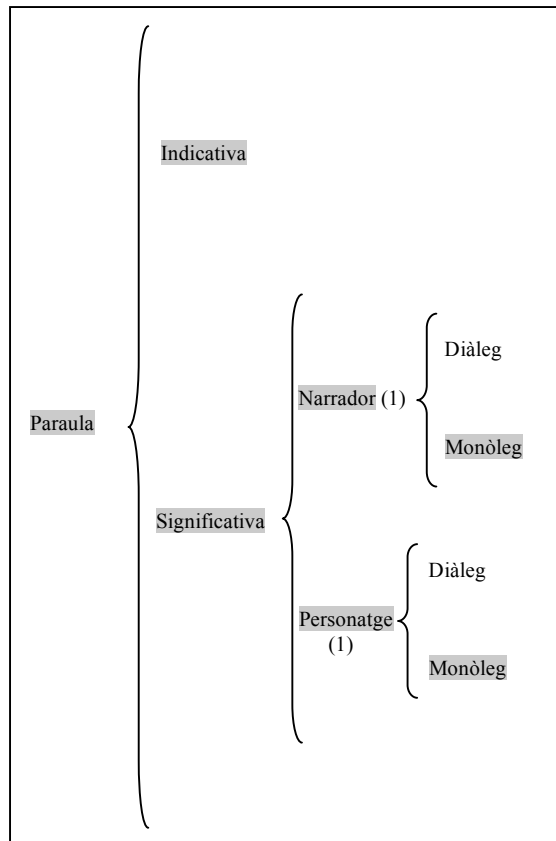 Indicativa
Diàleg
Narrador (1)
Paraula
Monòleg
Significativa
Diàleg
Personatge
(1)
Monòleg